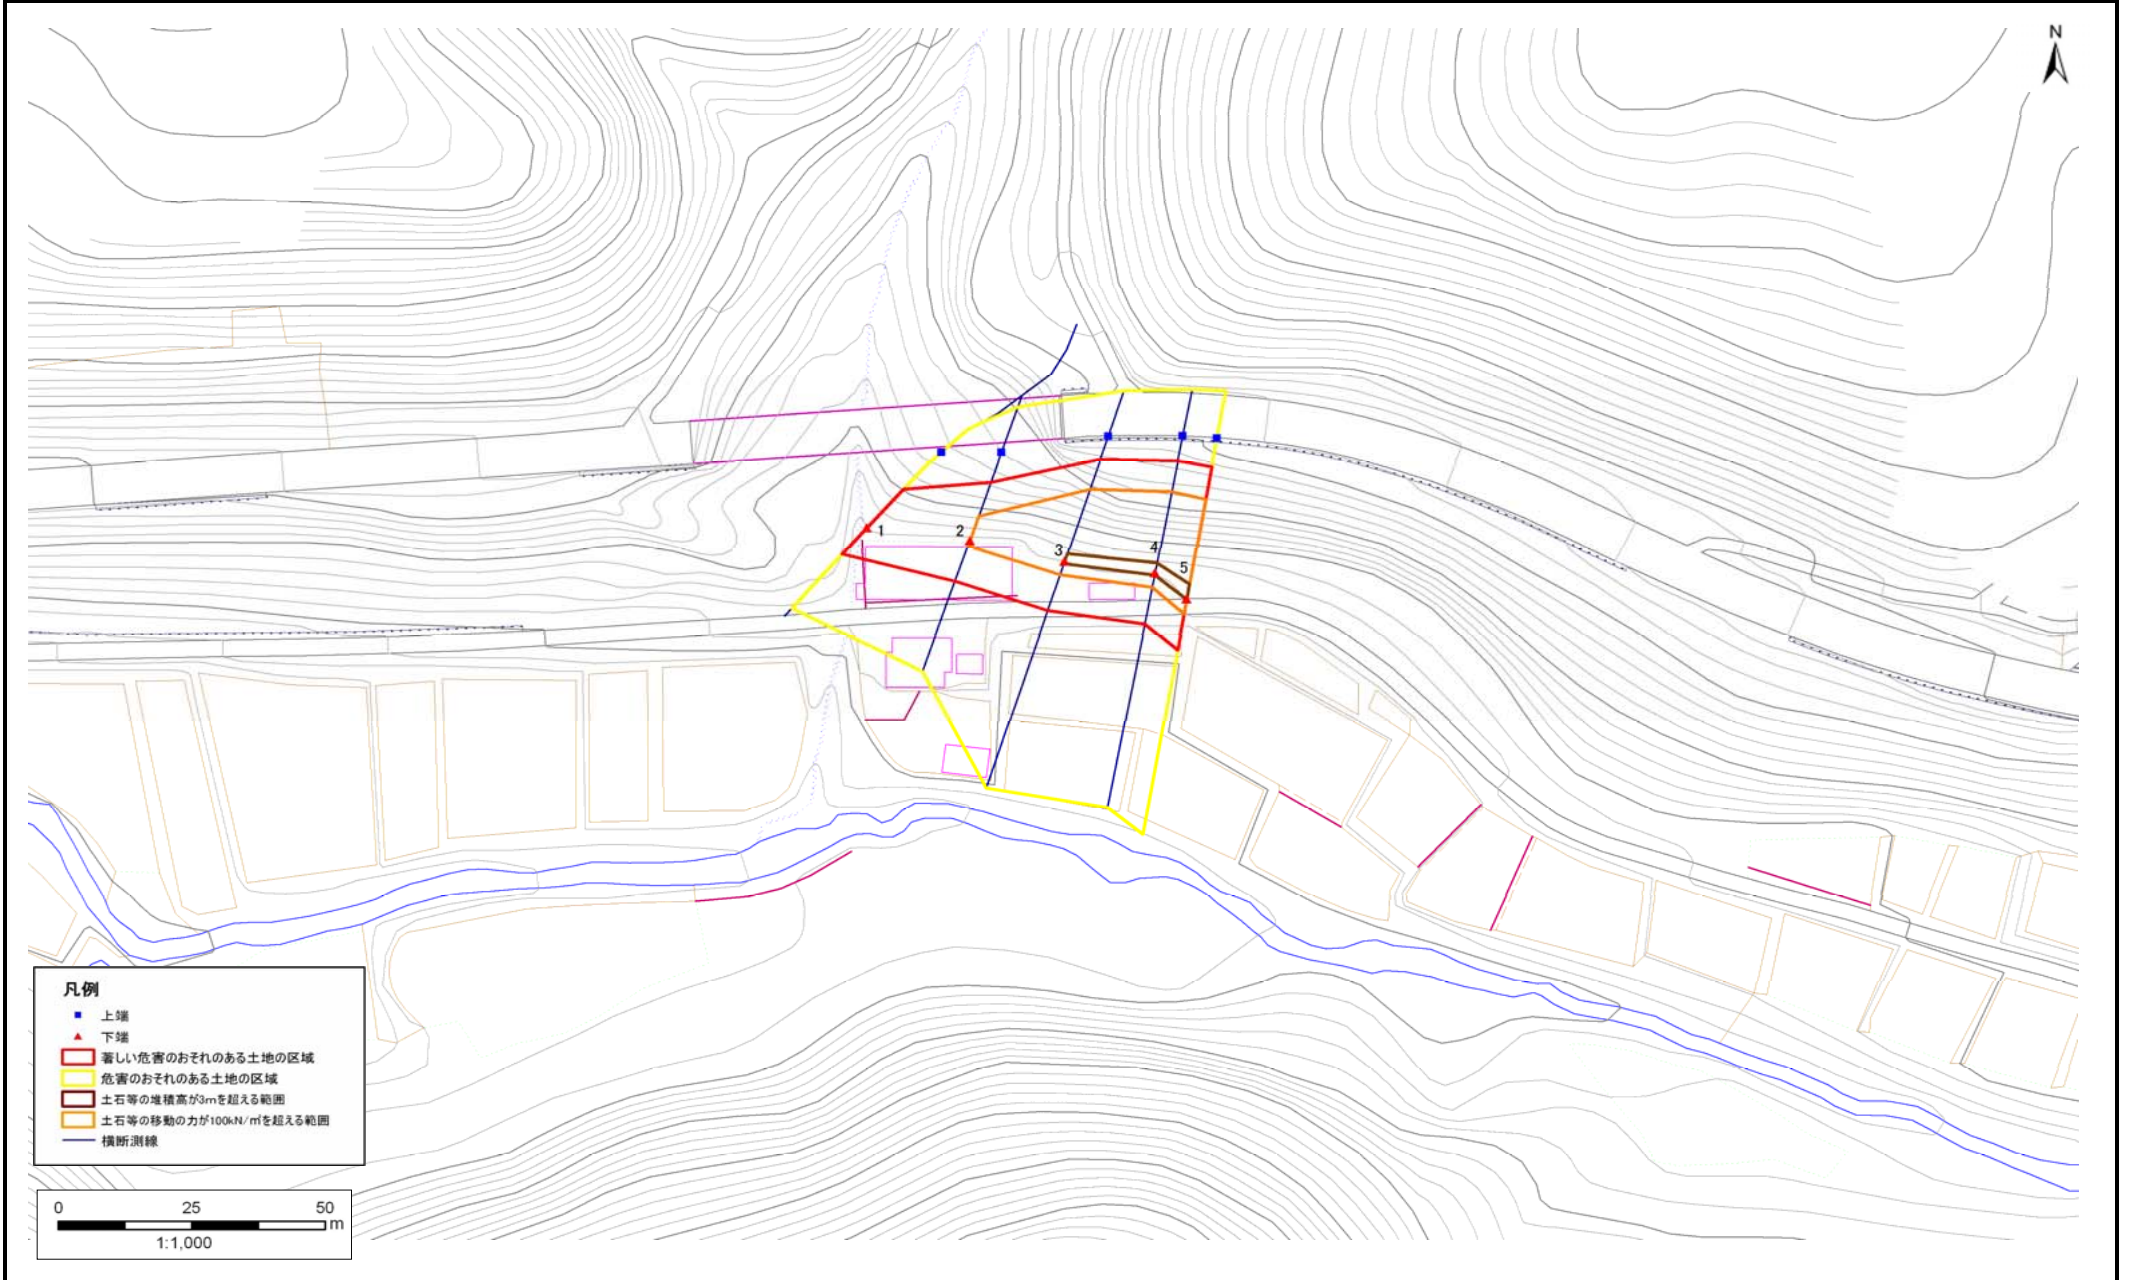 N
1
2
3
4
5
凡例
上端
下端
著しい危害のおそれのある土地の区域
危害のおそれのある土地の区域
土石等の堆積高が3mを超える範囲
土石等の移動の力が100kN/㎡を超える範囲
横断測線
0 25 50
m
1:1,000